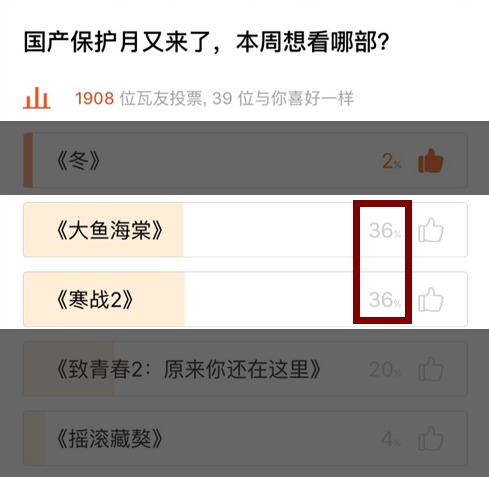 国产保护月又来了，本周想看哪部？
1908 位瓦友投票, 39 位与你喜好一样
《冬》 2%
《大鱼海棠》 36%
《寒战2》 36%
《致青春2：原来你还在这里》 20%
《摇滚藏獒》 4%